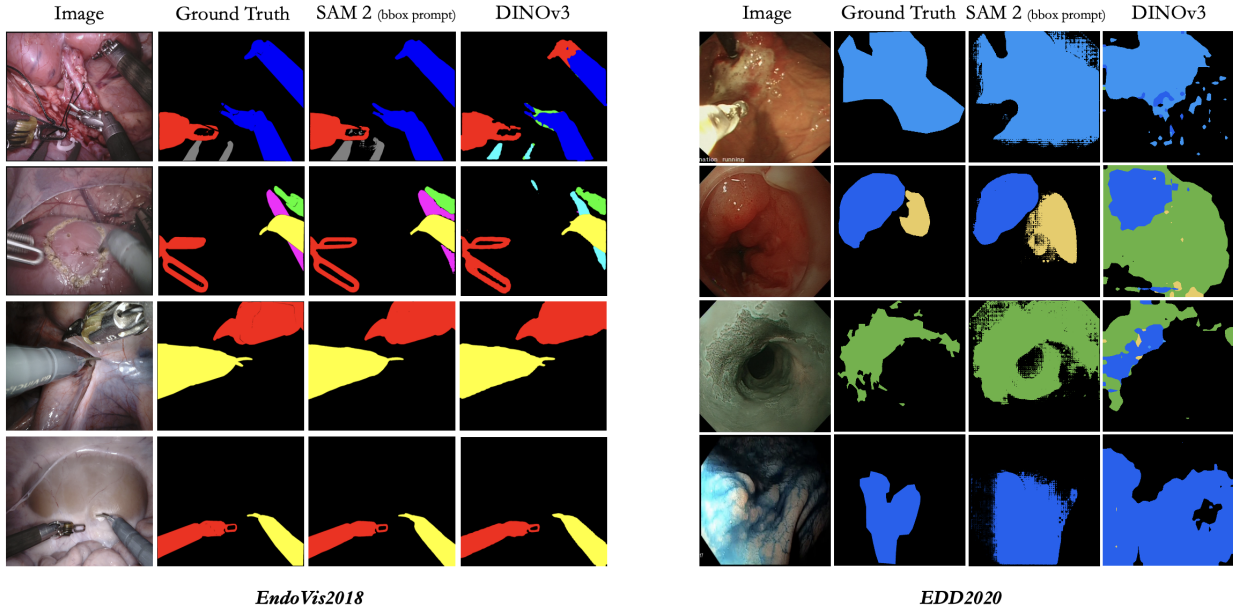 Image Ground Truth SAM 2 (bbox prompt) DINOv3
Image Ground Truth SAM 2 (bbox prompt) DINOv3
nation running
EndoVis2018
EDD2020